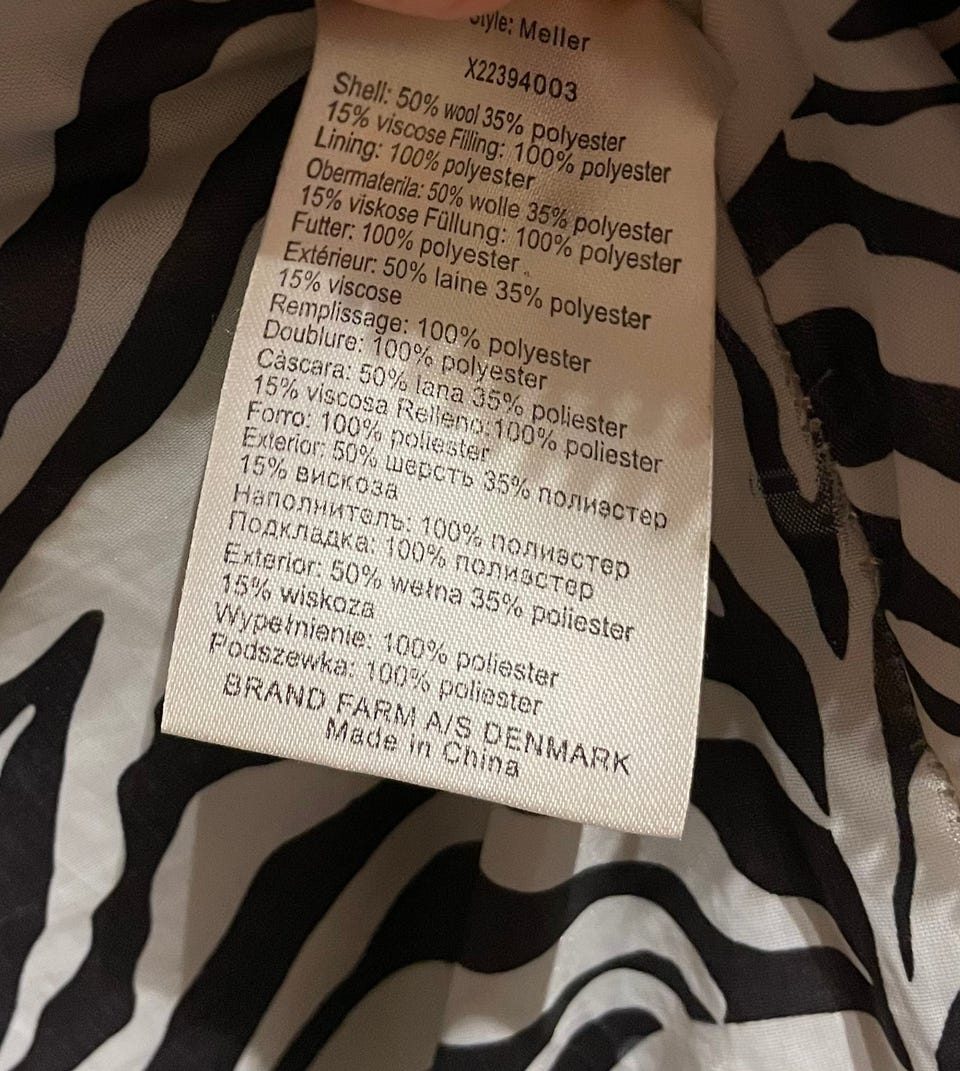 Style: Meller
X22394003
Shell: 50% wool 35% polyester
15% viscose Filling: 100% polyester
Lining: 100% polyester
Obermaterila: 50% wolle 35% polyester
15% viskose Füllung: 100% polyester
Futter: 100% polyester
Extérieur: 50% laine 35% polyester
15% viscose
Remplissage: 100% polyester
Doublure: 100% polyester
Càscara: 50% lana 35% poliester
15% viscosa Relleno:100% poliester
Forro: 100% poliester
Exterior: 50% шерсть 35% полиэстер
15% вискоза
Наполнитель: 100% полиэстер
Подкладка: 100% полиэстер
Exterior: 50% wełna 35% poliester
15% wiskoza
Wypełnienie: 100% poliester
Podszewka: 100% poliester
BRAND FARM A/S DENMARK
Made in China